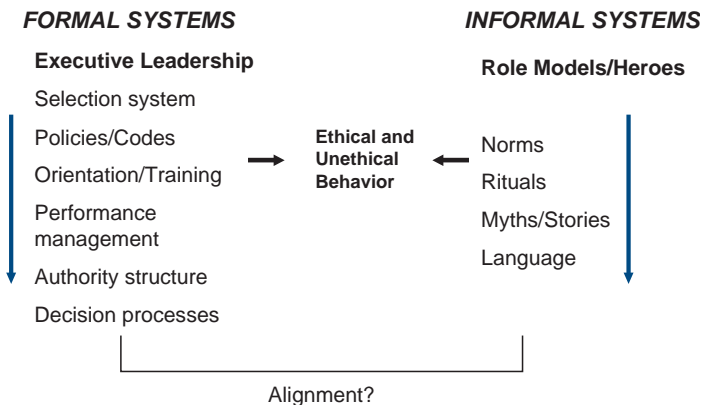 FORMAL SYSTEMS
Executive Leadership
Selection system
Policies/Codes
Orientation/Training
Performance
management
Authority structure
Decision processes
Ethical and
Unethical
Behavior
INFORMAL SYSTEMS
Role Models/Heroes
Norms
Rituals
Myths/Stories
Language
Alignment?